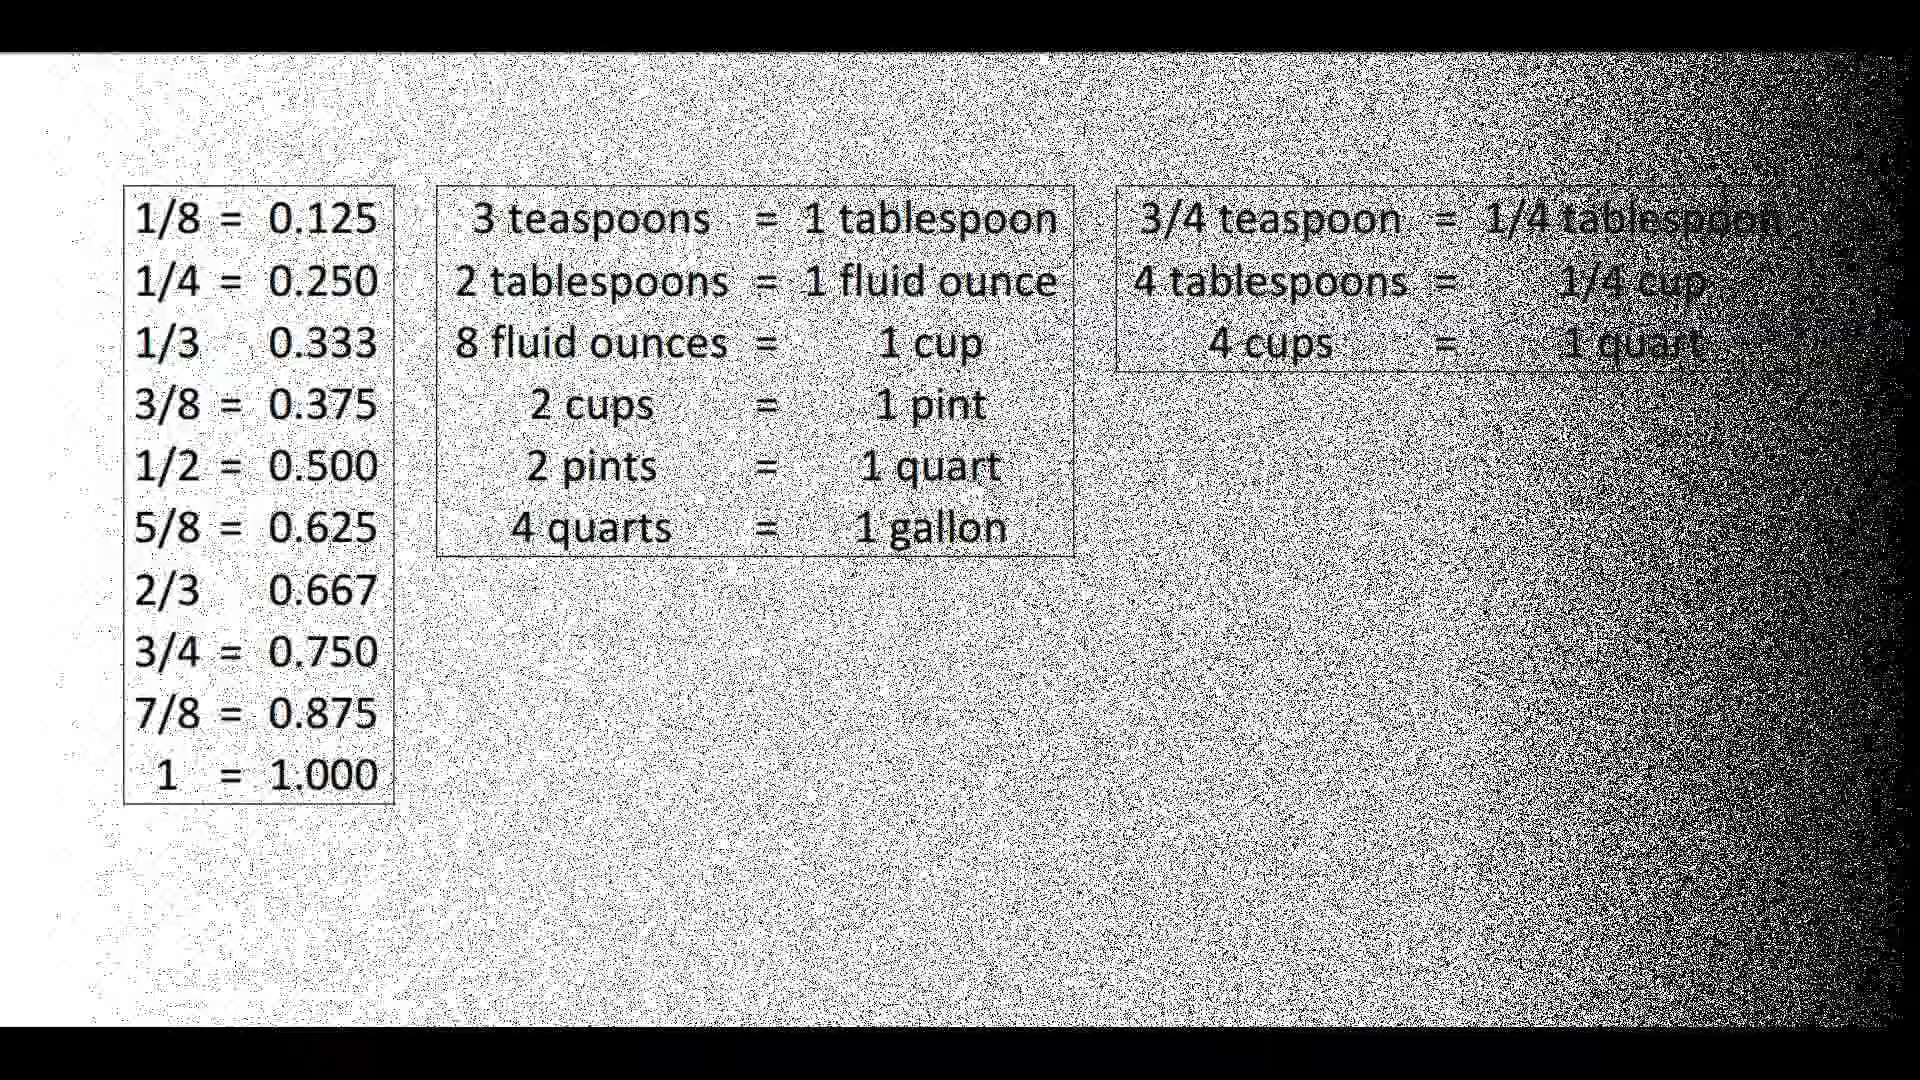 1/8 = 0.125
1/4 = 0.250
1/3 0.333
3/8 = 0.375
1/2 = 0.500
5/8 = 0.625
2/3 0.667
3/4 = 0.750
7/8 = 0.875
1 = 1.000
3 teaspoons = 1 tablespoon
2 tablespoons = 1 fluid ounce
8 fluid ounces = 1 cup
2 cups = 1 pint
2 pints = 1 quart
4 quarts = 1 gallon
3/4 teaspoon = 1/4 tablespoon
4 tablespoons = 1/4 cup
4 cups = 1 quart